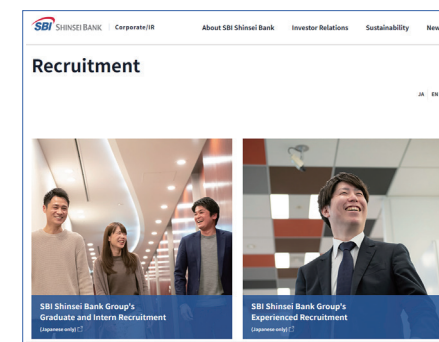 SBI SHINSEI BANK Corporate/IR About SBI Shinsei Bank Investor Relations Sustainability New
Recruitment
JA EN
SBI Shinsei Bank Group's
Graduate and Intern Recruitment
(Japanese only)
SBI Shinsei Bank Group's
Experienced Recruitment
(Japanese only)